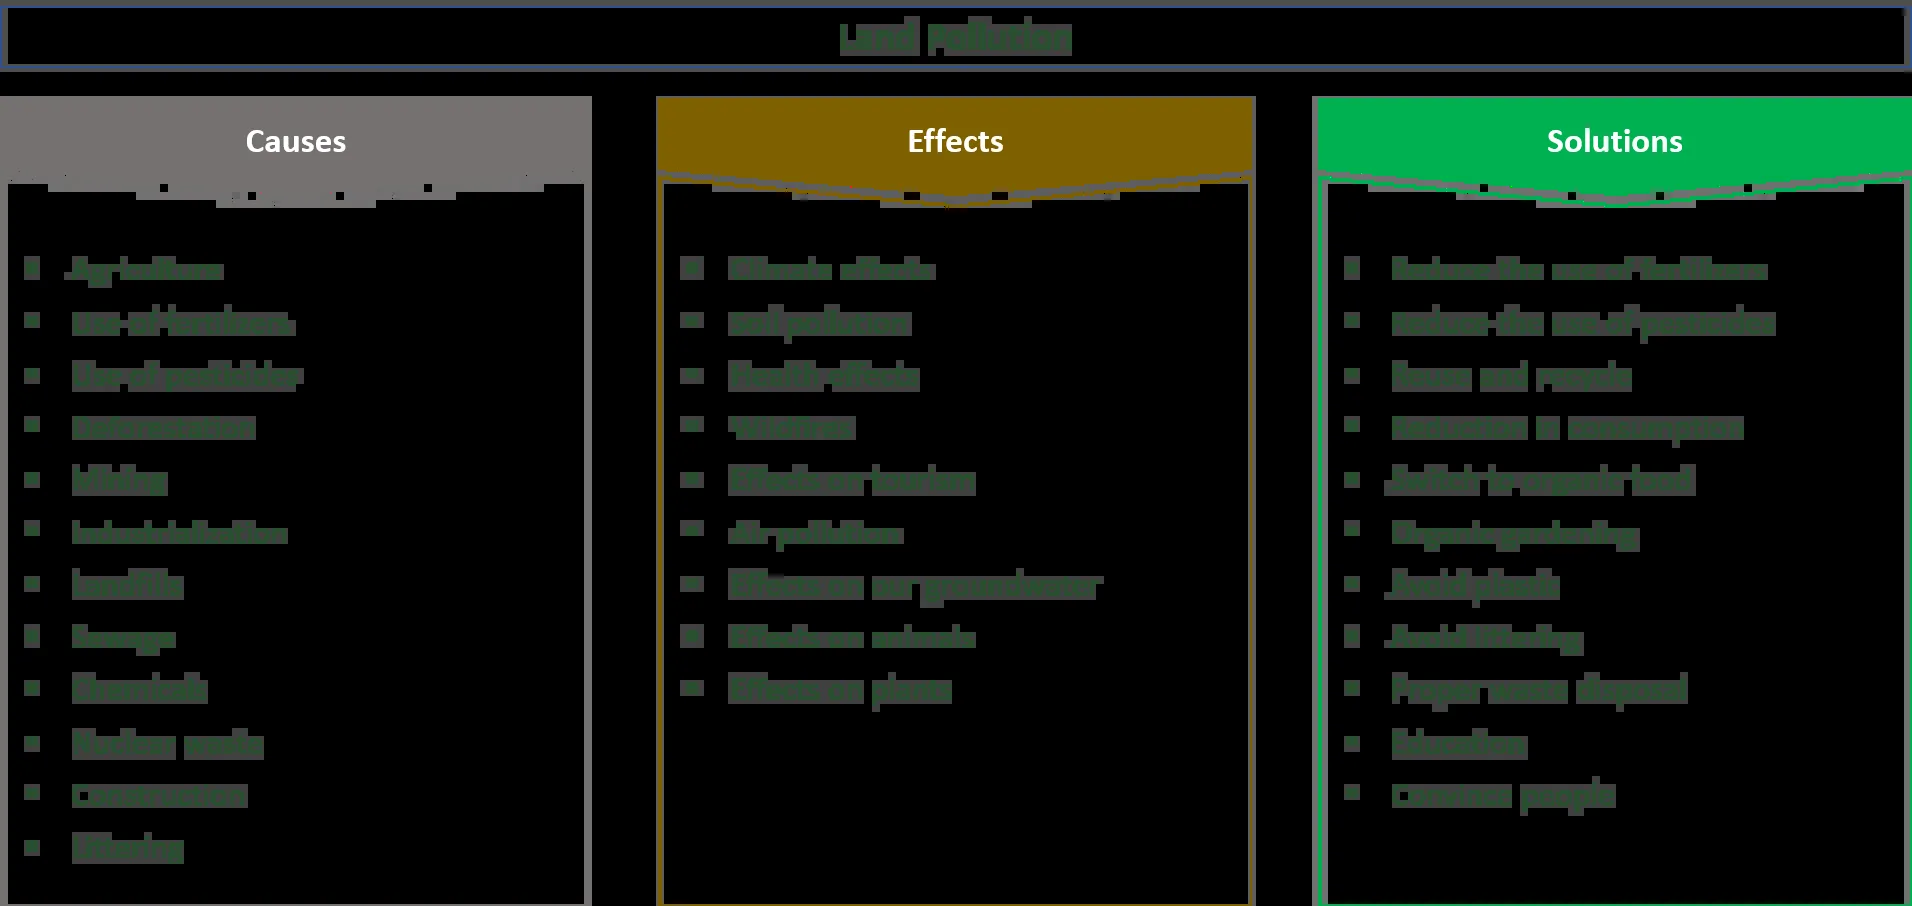 Land Pollution
Causes
Agriculture
Use of fertilizers
Use of pesticides
Deforestation
Mining
Industrialization
Landfills
Sewage
Chemicals
Nuclear waste
Construction
Littering
Effects
Climate effects
Soil pollution
Health effects
Wildfires
Effects on tourism
Air pollution
Effects on our groundwater
Effects on animals
Effects on plants
Solutions
Reduce the use of fertilizers
Reduce the use of pesticides
Reuse and recycle
Reduction in consumption
Switch to organic food
Organic gardening
Avoid plastic
Avoid littering
Proper waste disposal
Education
Convince people